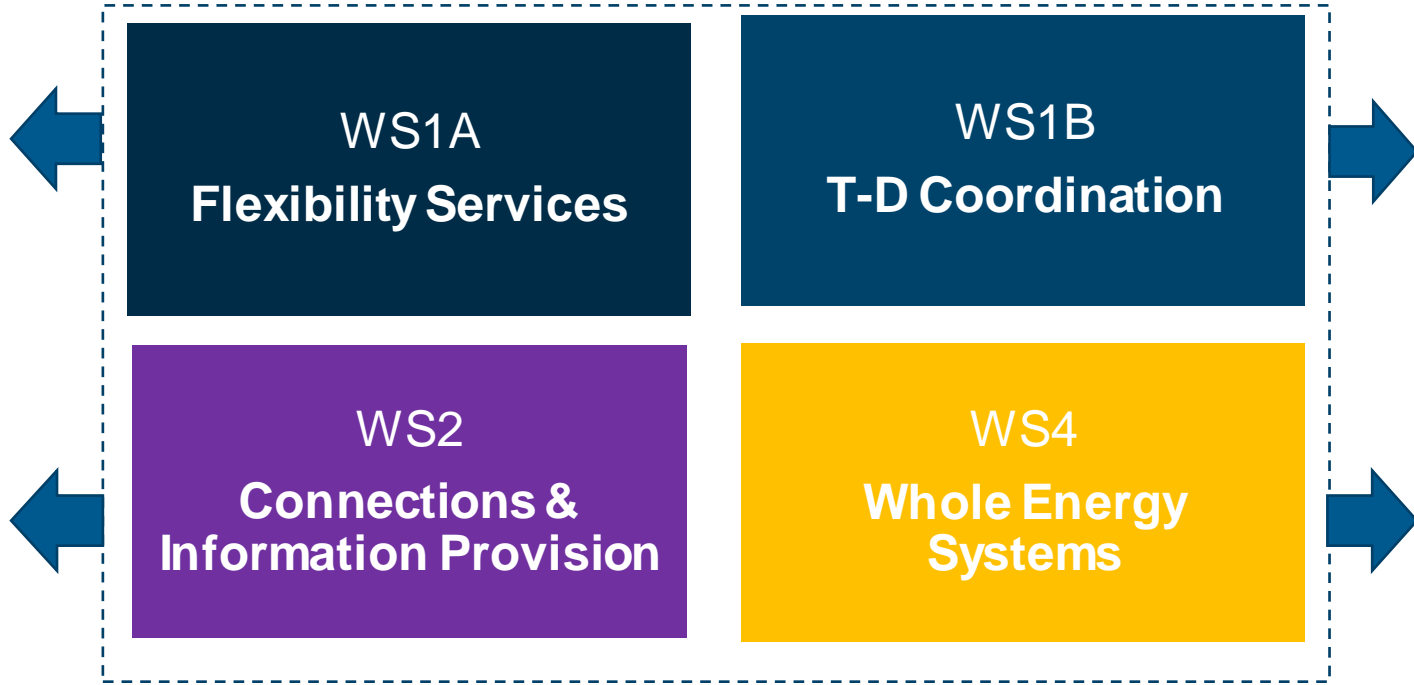 WS1A
Flexibility Services
WS1B
T-D Coordination
WS2
Connections &
Information Provision
WS4
Whole Energy
Systems